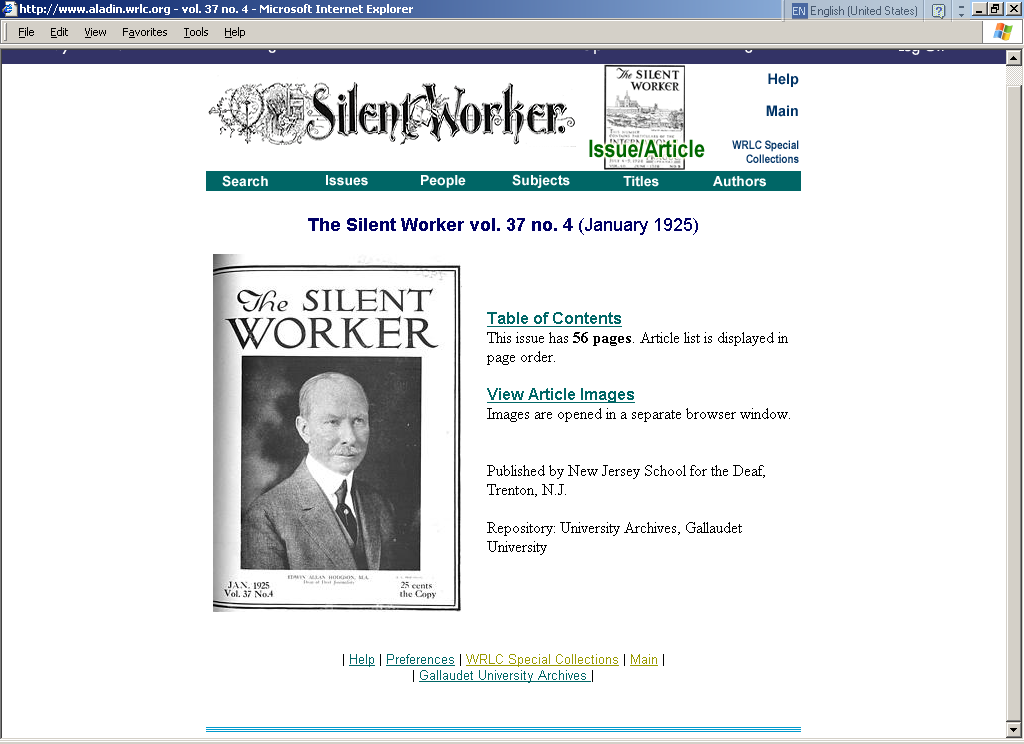 http://www.aladin.wrlc.org - vol. 37 no. 4 - Microsoft Internet Explorer
EN English (United States)
File Edit View Favorites Tools Help
The Silent Worker.
The SILENT
WORKER
Issue/Article
Help
Main
WRLC Special
Collections
Search Issues People Subjects Titles Authors
The Silent Worker vol. 37 no. 4 (January 1925)
The SILENT
WORKER
EDWIN ALLAN HODGSON, M.A.
Dean of Deaf Journalists
JAN. 1925
Vol. 37 No.4
25 cents
the Copy
Table of Contents
This issue has 56 pages. Article list is displayed in
page order.
View Article Images
Images are opened in a separate browser window.
Published by New Jersey School for the Deaf,
Trenton, N.J.
Repository: University Archives, Gallaudet
University
| Help | Preferences | WRLC Special Collections | Main |
| Gallaudet University Archives |